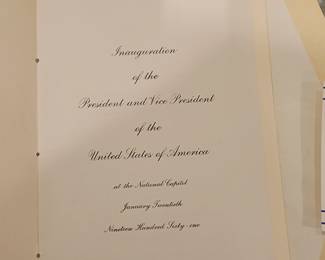 Inauguration
of the
President and Vice President
of the
United States of America
at the National Capitol
January Twentieth
Nineteen Hundred Sixty-one